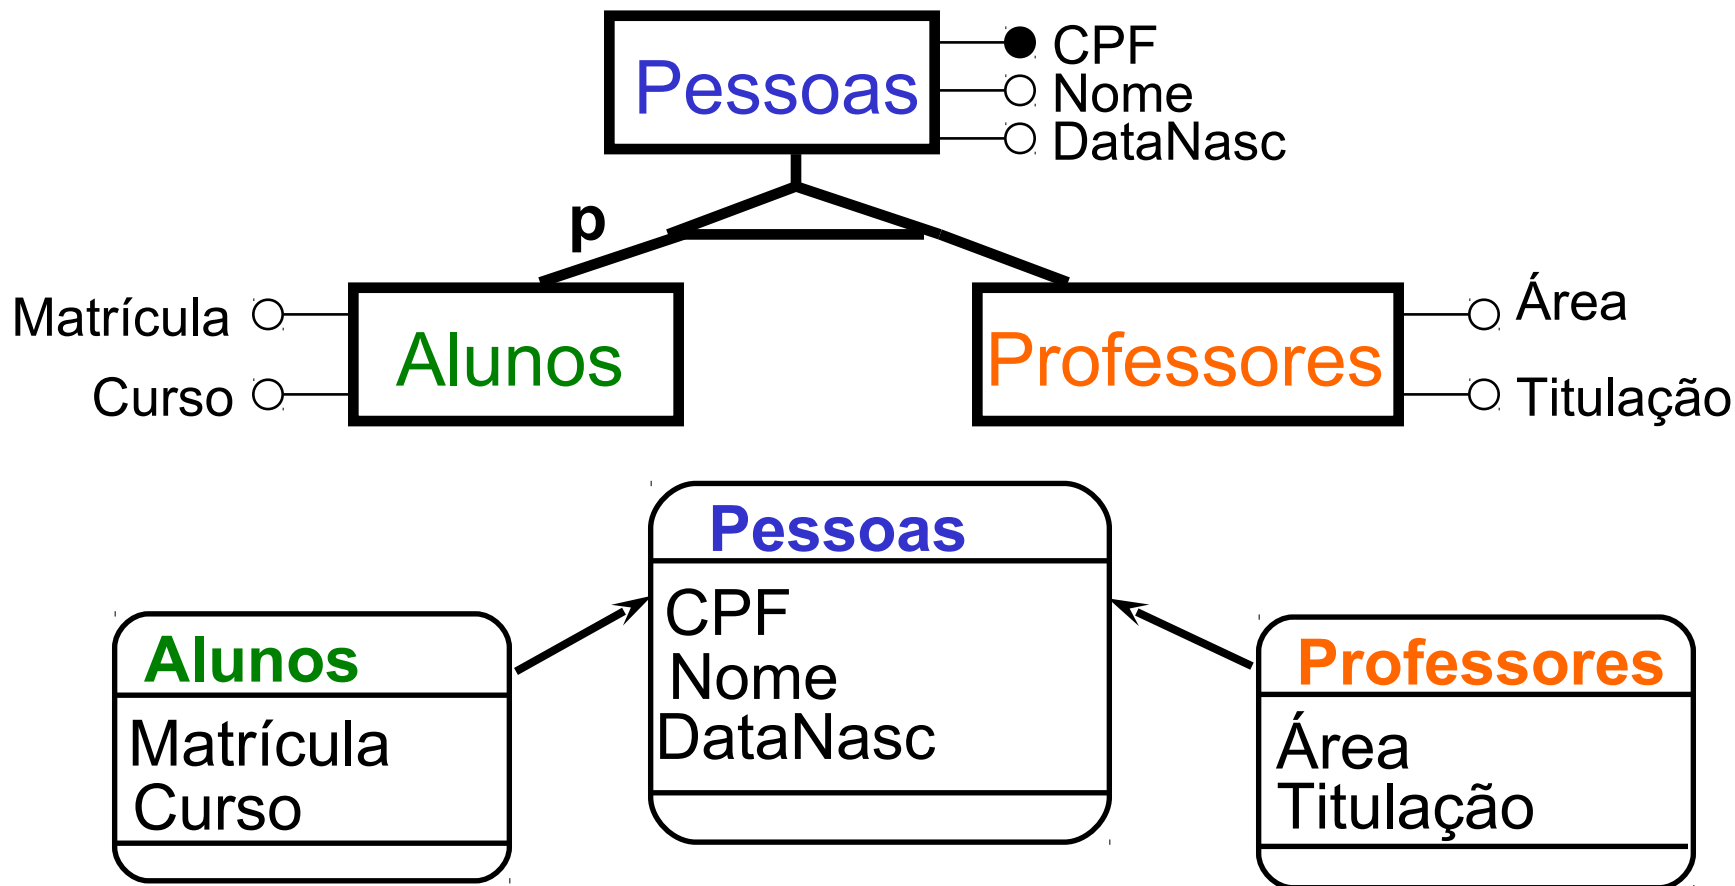 Pessoas
CPF
Nome
DataNasc
p
Matrícula
Curso
Alunos
Professores
Área
Titulação
Pessoas
CPF
Nome
DataNasc
Alunos
Matrícula
Curso
Professores
Área
Titulação